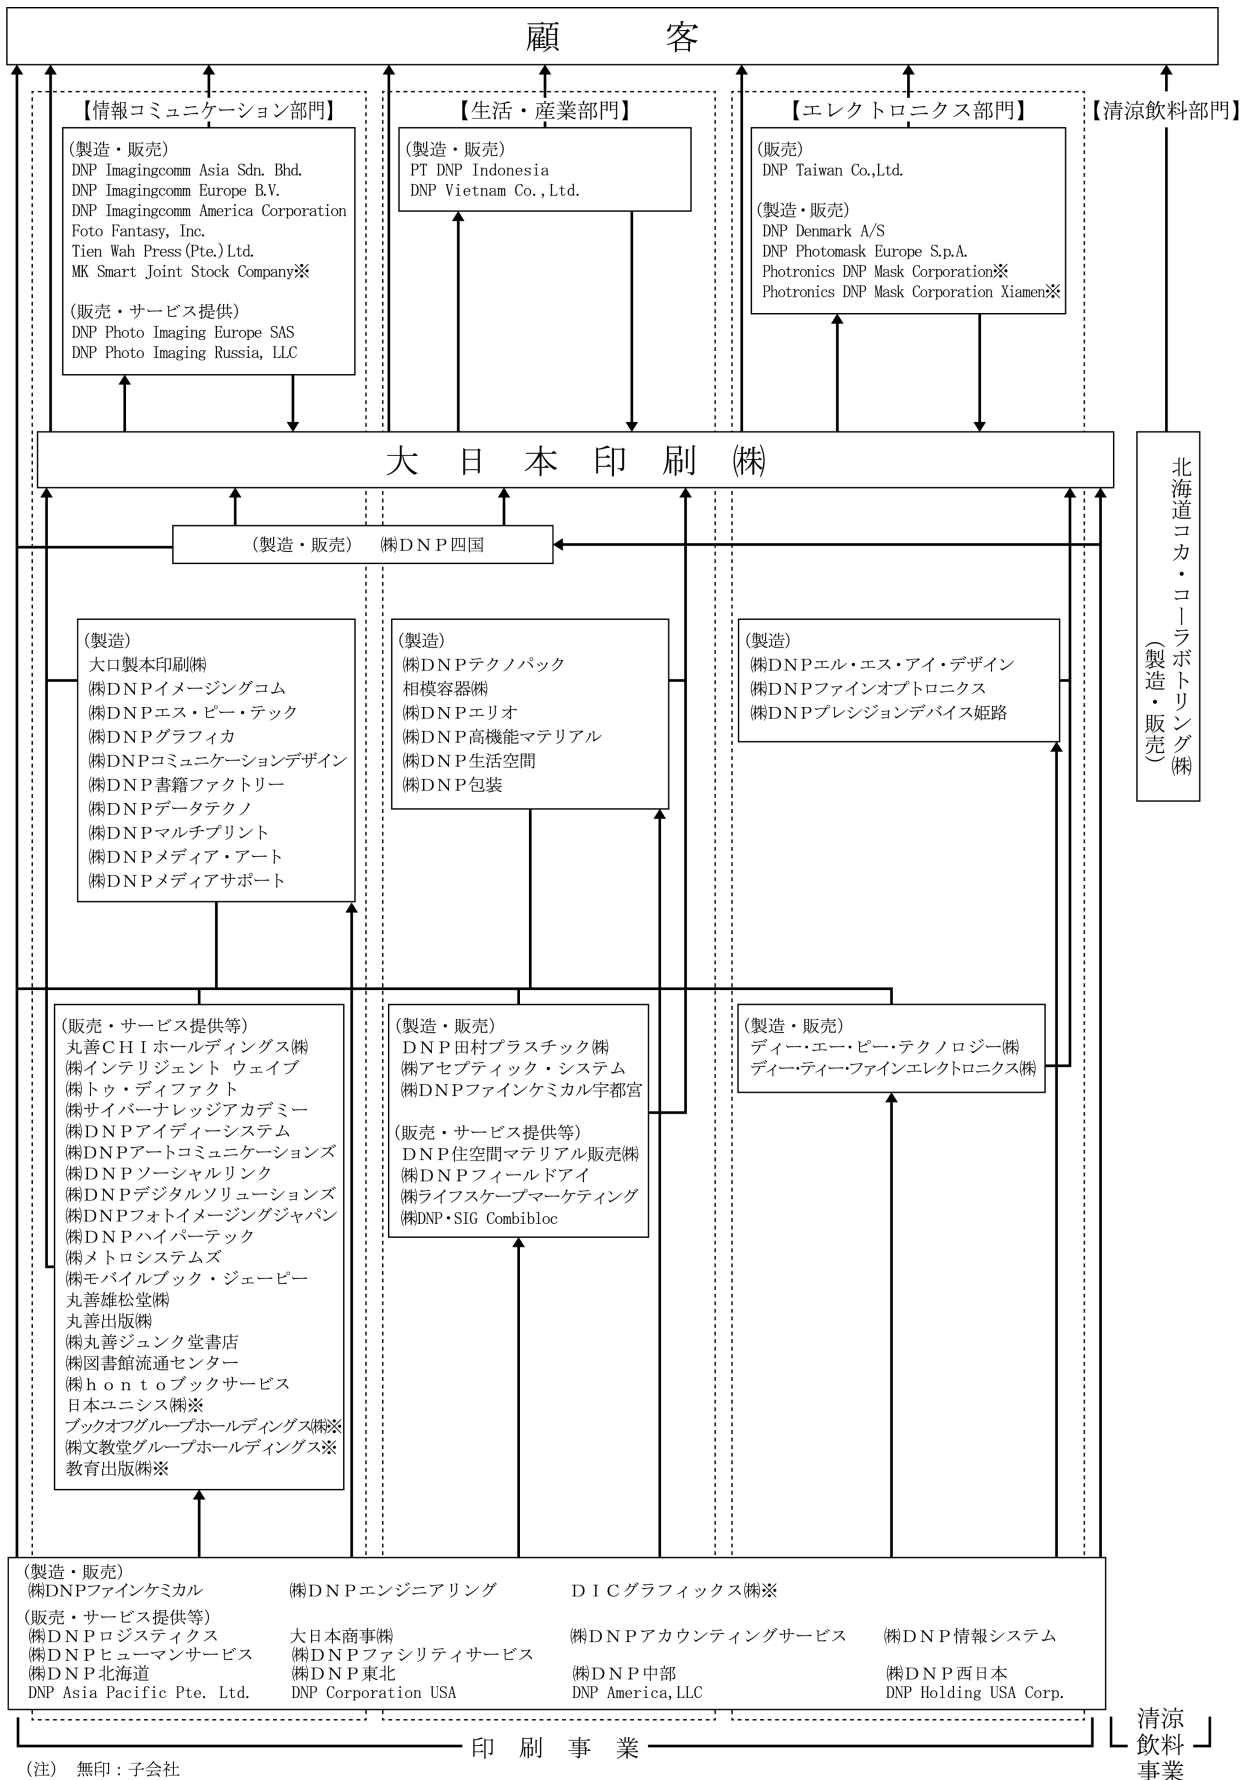 顧　客
【情報コミュニケーション部門】
(製造・販売)
DNP Imagingcomm Asia Sdn. Bhd.
DNP Imagingcomm Europe B.V.
DNP Imagingcomm America Corporation
Foto Fantasy, Inc.
Tien Wah Press(Pte.)Ltd.
MK Smart Joint Stock Company※
(販売・サービス提供)
DNP Photo Imaging Europe SAS
DNP Photo Imaging Russia, LLC
【生活・産業部門】
(製造・販売)
PT DNP Indonesia
DNP Vietnam Co.,Ltd.
【エレクトロニクス部門】
(販売)
DNP Taiwan Co.,Ltd.
(製造・販売)
DNP Denmark A/S
DNP Photomask Europe S.p.A.
Photronics DNP Mask Corporation※
Photronics DNP Mask Corporation Xiamen※
【清涼飲料部門】
大日本印刷㈱
北海道コカ・コーラボトリング㈱
(製造・販売)
(製造・販売)　㈱ＤＮＰ四国
(製造)
大口製本印刷㈱
㈱ＤＮＰイメージングコム
㈱ＤＮＰエス・ピー・テック
㈱ＤＮＰグラフィカ
㈱DNPコミュニケーションデザイン
㈱ＤＮＰ書籍ファクトリー
㈱ＤＮＰデータテクノ
㈱ＤＮＰマルチプリント
㈱ＤＮＰメディア・アート
㈱ＤＮＰメディアサポート
(製造)
㈱ＤＮＰテクノパック
相模容器㈱
㈱ＤＮＰエリオ
㈱ＤＮＰ高機能マテリアル
㈱ＤＮＰ生活空間
㈱ＤＮＰ包装
(製造)
㈱ＤＮＰエル・エス・アイ・デザイン
㈱ＤＮＰファインオプトロニクス
㈱ＤＮＰプレシジョンデバイス姫路
(販売・サービス提供等)
丸善ＣＨＩホールディングス㈱
㈱インテリジェント ウェイブ
㈱トゥ・ディファクト
㈱サイバーナレッジアカデミー
㈱ＤＮＰアイディーシステム
㈱DNPアートコミュニケーションズ
㈱ＤＮＰソーシャルリンク
㈱ＤＮＰデジタルソリューションズ
㈱ＤＮＰフォトイメージングジャパン
㈱ＤＮＰハイパーテック
㈱メトロシステムズ
㈱モバイルブック・ジェーピー
丸善雄松堂㈱
丸善出版㈱
㈱丸善ジュンク堂書店
㈱図書館流通センター
㈱ｈｏｎｔｏブックサービス
日本ユニシス㈱※
ブックオフグループホールディングス㈱※
㈱文教堂グループホールディングス※
教育出版㈱※
(製造・販売)
ＤＮＰ田村プラスチック㈱
㈱アセプティック・システム
㈱ＤＮＰファインケミカル宇都宮
(販売・サービス提供等)
ＤＮＰ住空間マテリアル販売㈱
㈱ＤＮＰフィールドアイ
㈱ライフスケープマーケティング
㈱DNP・SIG Combibloc
(製造・販売)
ディー・エー・ピー・テクノロジー㈱
ディー・ティー・ファインエレクトロニクス㈱
(製造・販売)
㈱DNPファインケミカル　㈱ＤＮＰエンジニアリング　ＤＩＣグラフィックス㈱※
(販売・サービス提供等)
㈱ＤＮＰロジスティクス　大日本商事㈱　㈱ＤＮＰアカウンティングサービス　㈱ＤＮＰ情報システム
㈱ＤＮＰヒューマンサービス　㈱ＤＮＰファシリティサービス
㈱ＤＮＰ北海道　㈱ＤＮＰ東北　㈱ＤＮＰ中部　㈱ＤＮＰ西日本
DNP Asia Pacific Pte. Ltd.　DNP Corporation USA　DNP America,LLC　DNP Holding USA Corp.
印刷事業
清涼
飲料
事業
(注)　無印：子会社